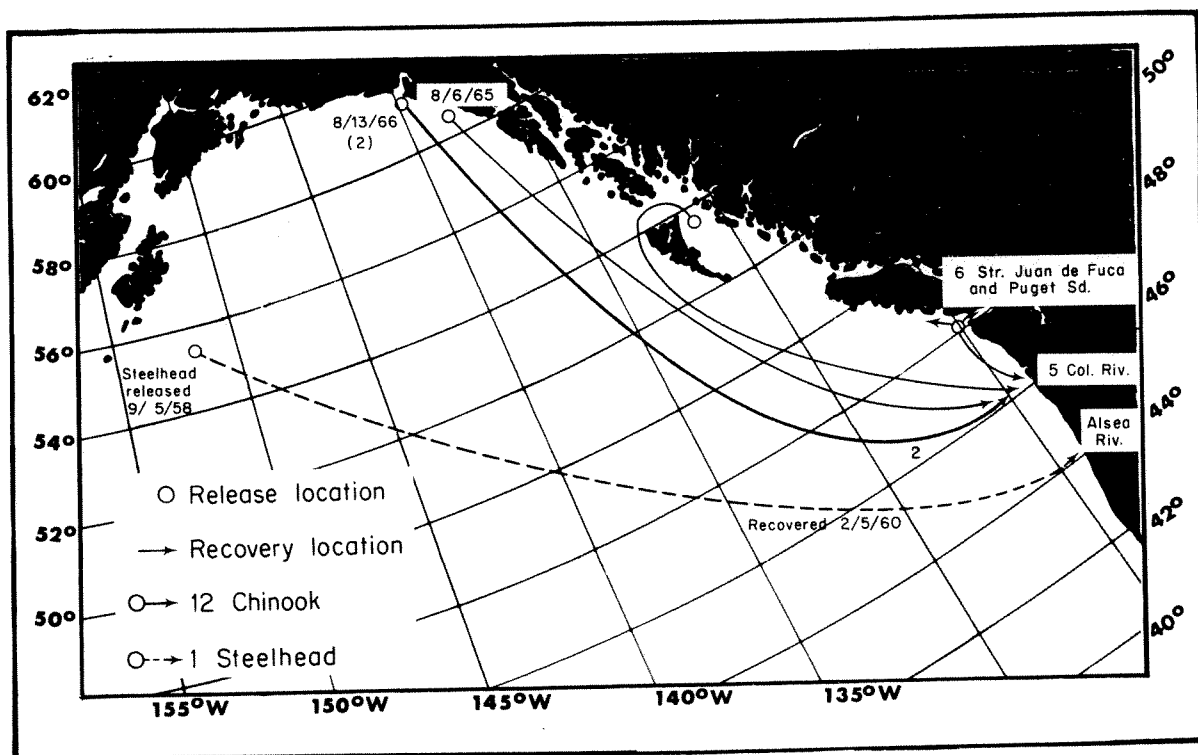 62°
60°
58°
56°
54°
52°
50°
8/13/66
(2)
8/6/65
50°
48°
46°
44°
42°
40°
6 Str. Juan de Fuca
and Puget Sd.
5 Col. Riv.
Alsea
Riv.
2
Recovered 2/5/60
Steelhead
released
9/ 5/58
Release location
Recovery location
12 Chinook
1 Steelhead
155°W
150°W
145°W
140°W
135°W